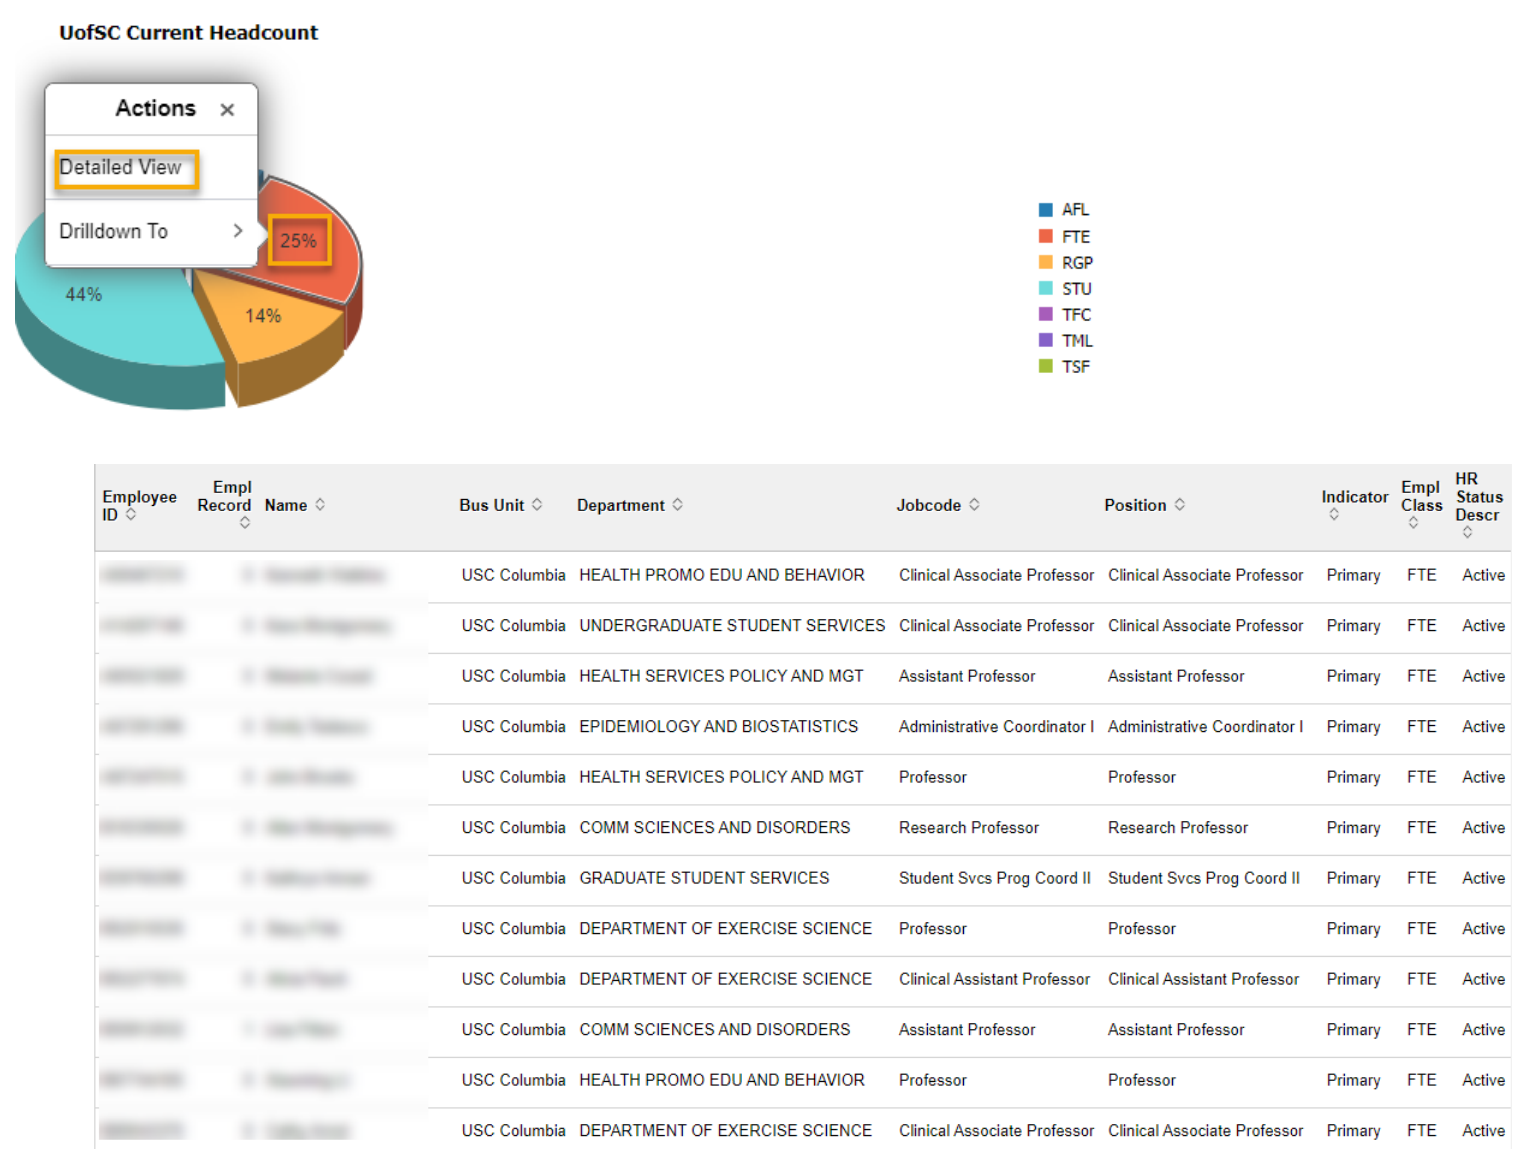 UofSC Current Headcount
Actions ×
Detailed View
Drilldown To
25%
44%
14%
AFL
FTE
RGP
STU
TFC
TML
TSF
Employee ID Empl Record Name Bus Unit Department Jobcode Position Indicator Empl Class HR Status Descr
USC Columbia HEALTH PROMO EDU AND BEHAVIOR Clinical Associate Professor Clinical Associate Professor Primary FTE Active
USC Columbia UNDERGRADUATE STUDENT SERVICES Clinical Associate Professor Clinical Associate Professor Primary FTE Active
USC Columbia HEALTH SERVICES POLICY AND MGT Assistant Professor Assistant Professor Primary FTE Active
USC Columbia EPIDEMIOLOGY AND BIOSTATISTICS Administrative Coordinator I Administrative Coordinator I Primary FTE Active
USC Columbia HEALTH SERVICES POLICY AND MGT Professor Professor Primary FTE Active
USC Columbia COMM SCIENCES AND DISORDERS Research Professor Research Professor Primary FTE Active
USC Columbia GRADUATE STUDENT SERVICES Student Svcs Prog Coord II Student Svcs Prog Coord II Primary FTE Active
USC Columbia DEPARTMENT OF EXERCISE SCIENCE Professor Professor Primary FTE Active
USC Columbia DEPARTMENT OF EXERCISE SCIENCE Clinical Assistant Professor Clinical Assistant Professor Primary FTE Active
USC Columbia COMM SCIENCES AND DISORDERS Assistant Professor Assistant Professor Primary FTE Active
USC Columbia HEALTH PROMO EDU AND BEHAVIOR Professor Professor Primary FTE Active
USC Columbia DEPARTMENT OF EXERCISE SCIENCE Clinical Associate Professor Clinical Associate Professor Primary FTE Active